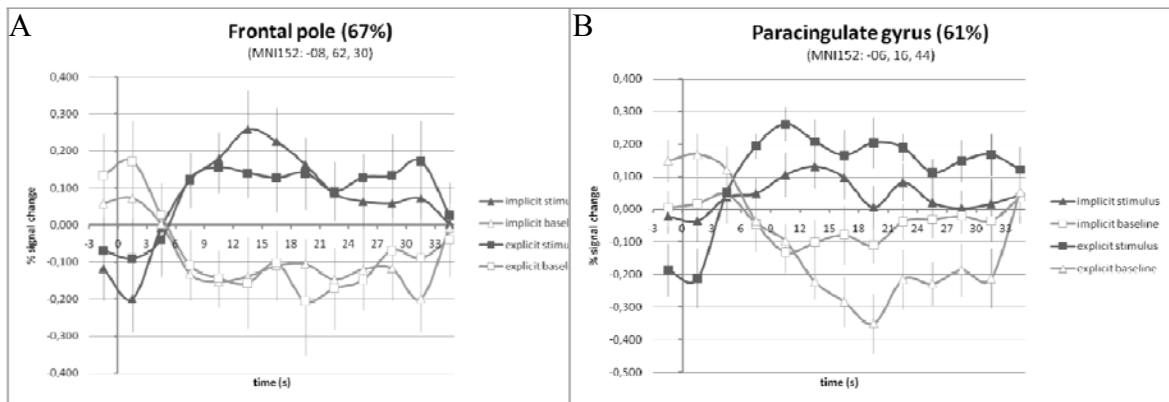 A
Frontal pole (67%)
(MNI152: -08, 62, 30)
0,400
0,300
0,200
0,100
0,000
-0,100
-0,200
-0,300
-0,400
-3 0 3 6 9 12 15 18 21 24 27 30 33
% signal change
time (s)
implicit stimu
implicit basel
explicit stimu
explicit basel
B
Paracingulate gyrus (61%)
(MNI152: -06, 16, 44)
0,400
0,300
0,200
0,100
0,000
-0,100
-0,200
-0,300
-0,400
-0,500
-3 0 3 6 9 12 15 18 21 24 27 30 33
% signal change
time (s)
implicit stimulus
implicit baseline
explicit stimulus
explicit baseline